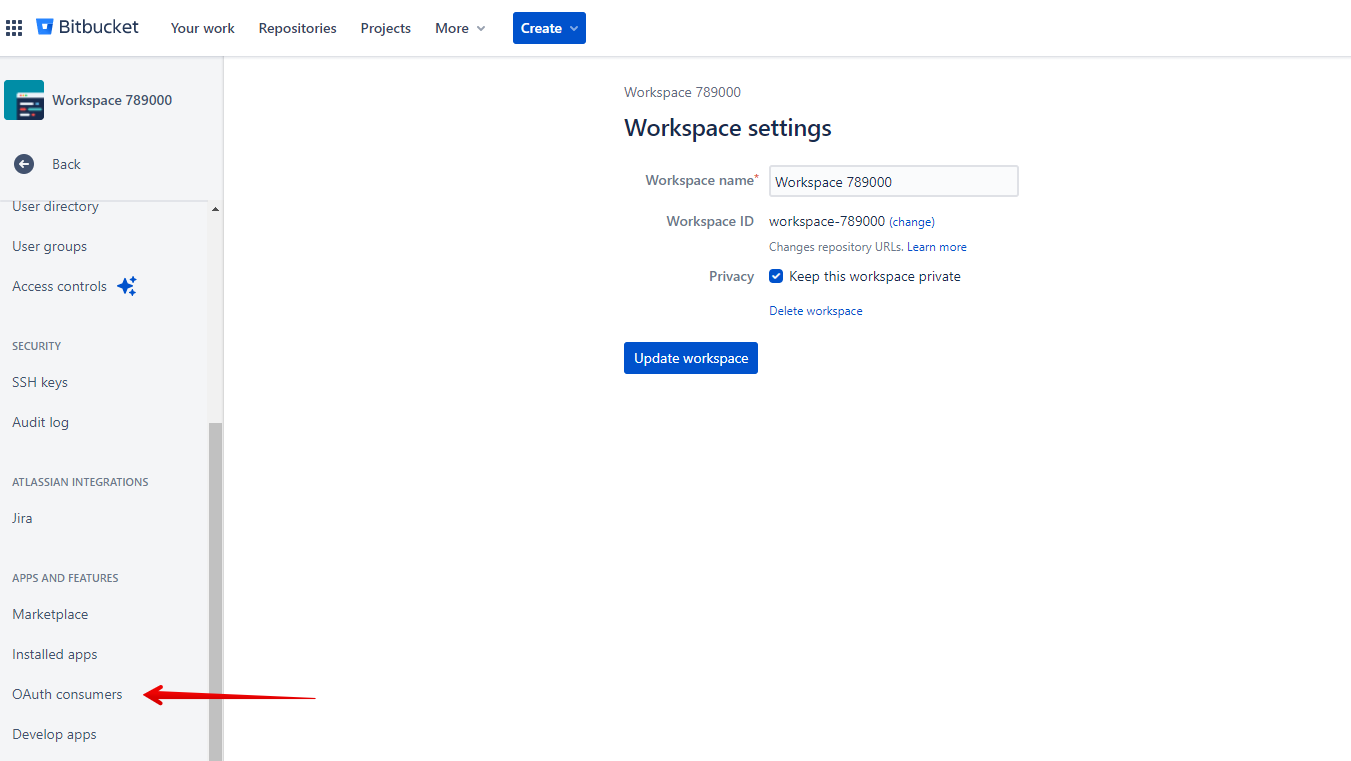 Bitbucket
Your work
Repositories
Projects
More
Create
Workspace 789000
Back
User directory
User groups
Access controls
SECURITY
SSH keys
Audit log
ATLASSIAN INTEGRATIONS
Jira
APPS AND FEATURES
Marketplace
Installed apps
OAuth consumers
Develop apps
Workspace 789000
Workspace settings
Workspace name* Workspace 789000
Workspace ID workspace-789000 (change)
Changes repository URLs. Learn more
Privacy Keep this workspace private
Delete workspace
Update workspace